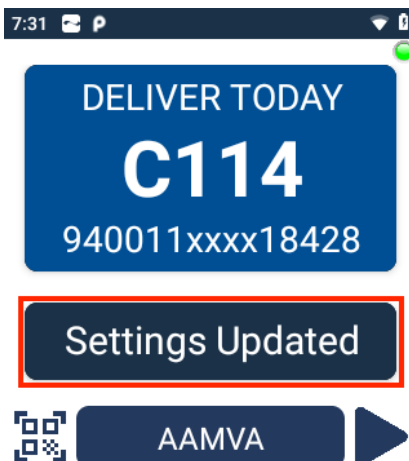 7:31
DELIVER TODAY
C114
940011xxxx18428
Settings Updated
AAMVA